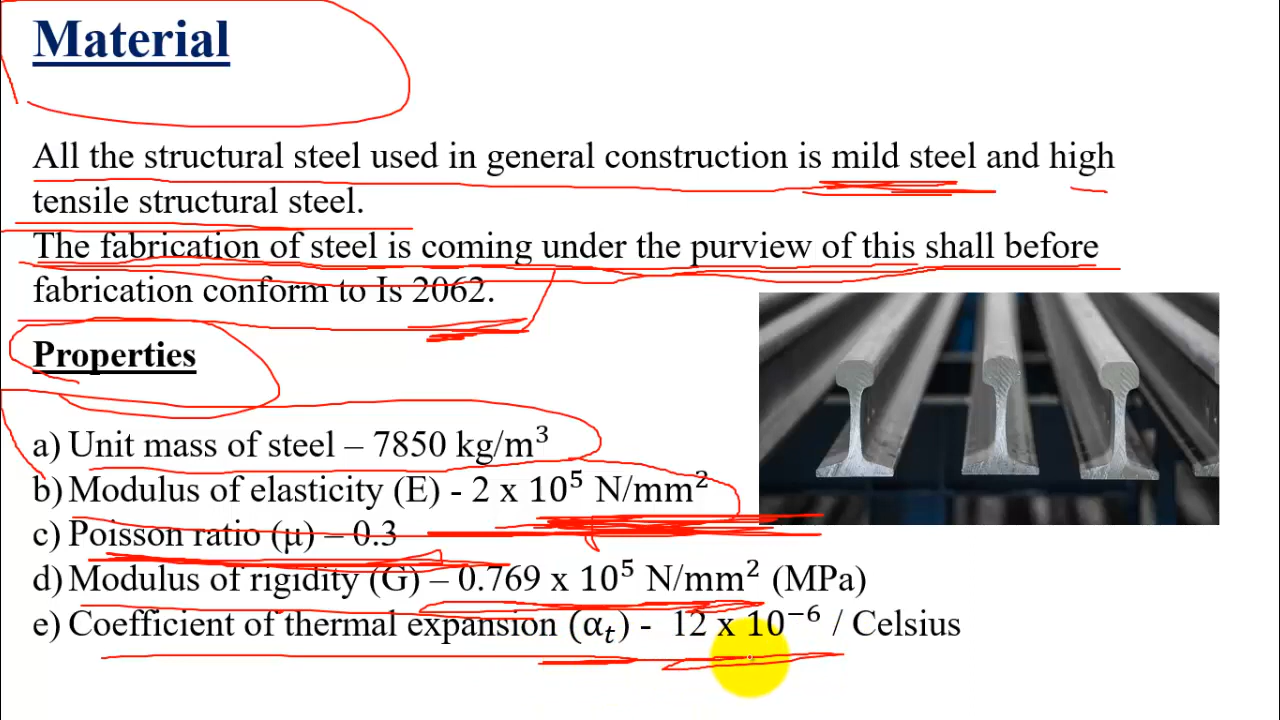 Material
All the structural steel used in general construction is mild steel and high
tensile structural steel.
The fabrication of steel is coming under the purview of this shall before
fabrication conform to Is 2062.
Properties
a) Unit mass of steel – 7850 kg/m³
b) Modulus of elasticity (E) - 2 x 10⁵ N/mm²
c) Poisson ratio (μ) – 0.3
d) Modulus of rigidity (G) – 0.769 x 10⁵ N/mm² (MPa)
e) Coefficient of thermal expansion (αₜ) - 12 x 10⁻⁶ / Celsius